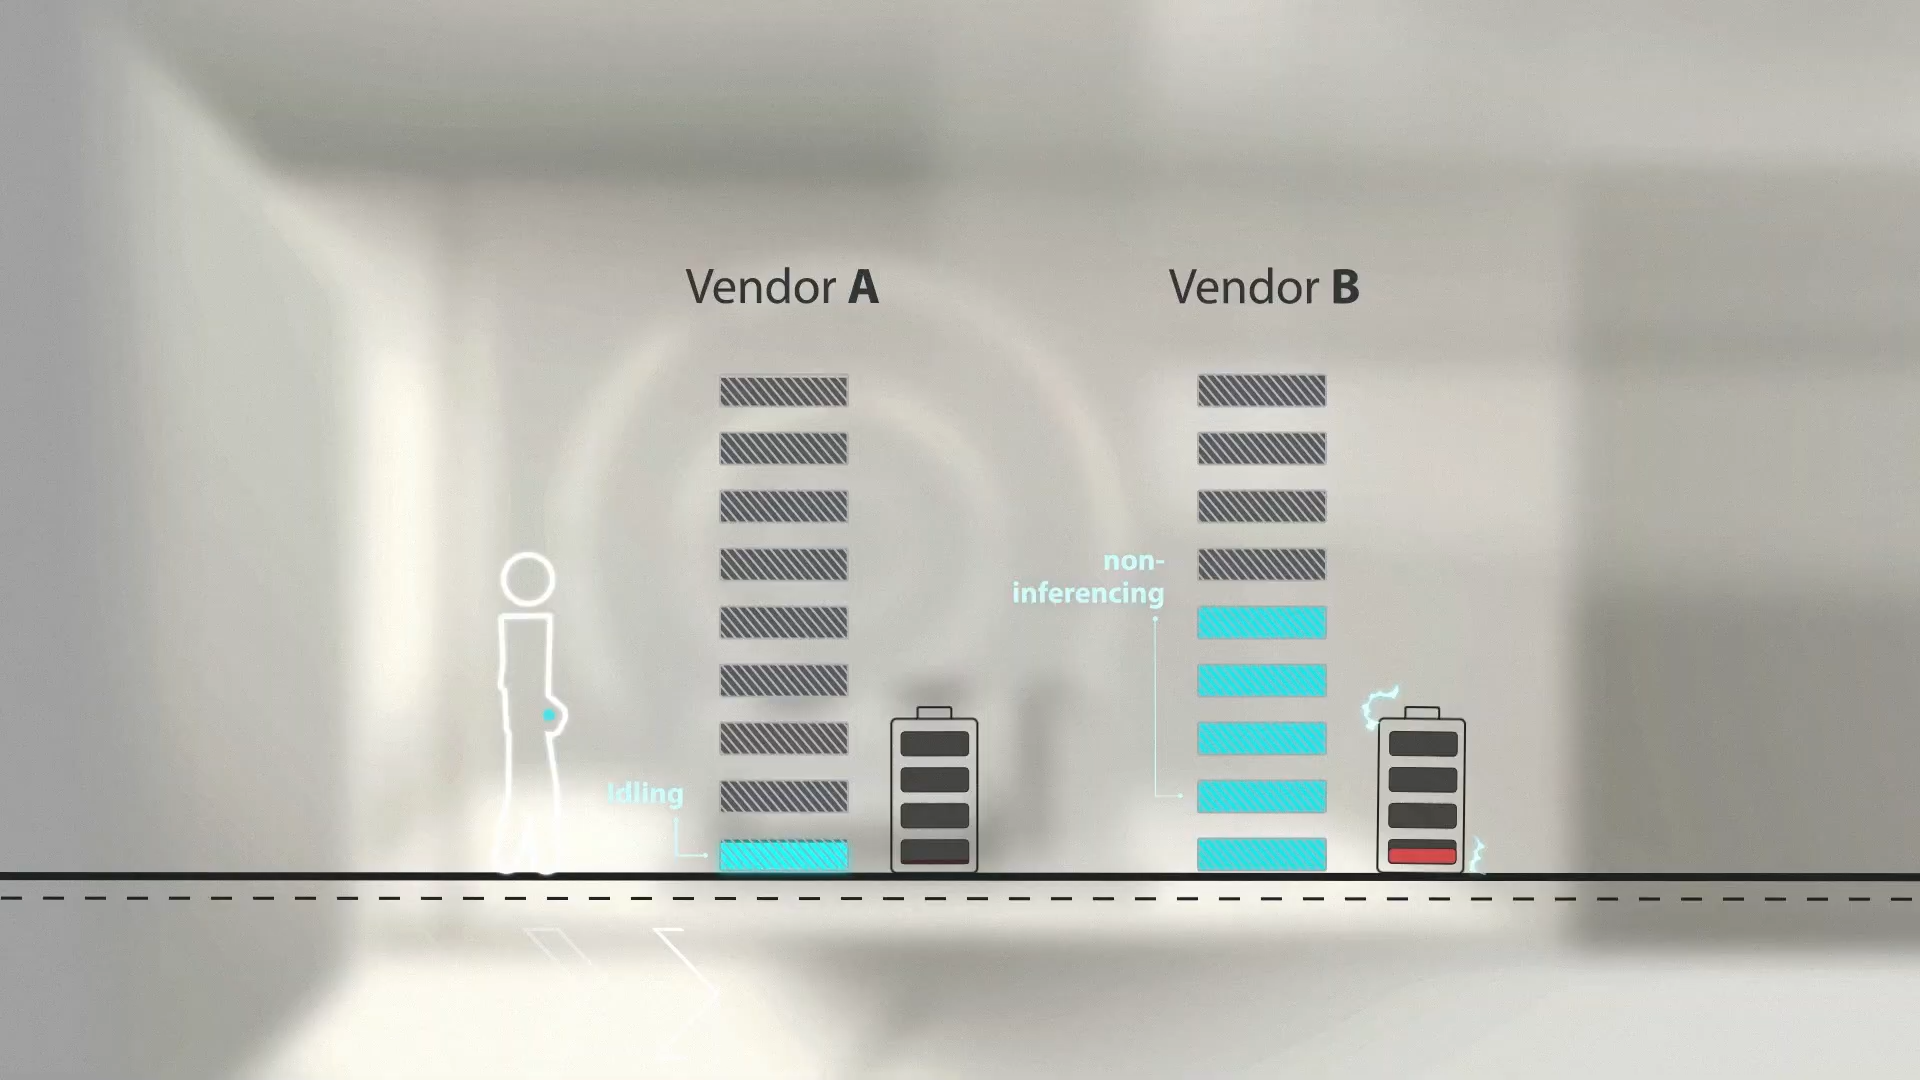 Vendor A
Vendor B
non-
inferencing
Idling